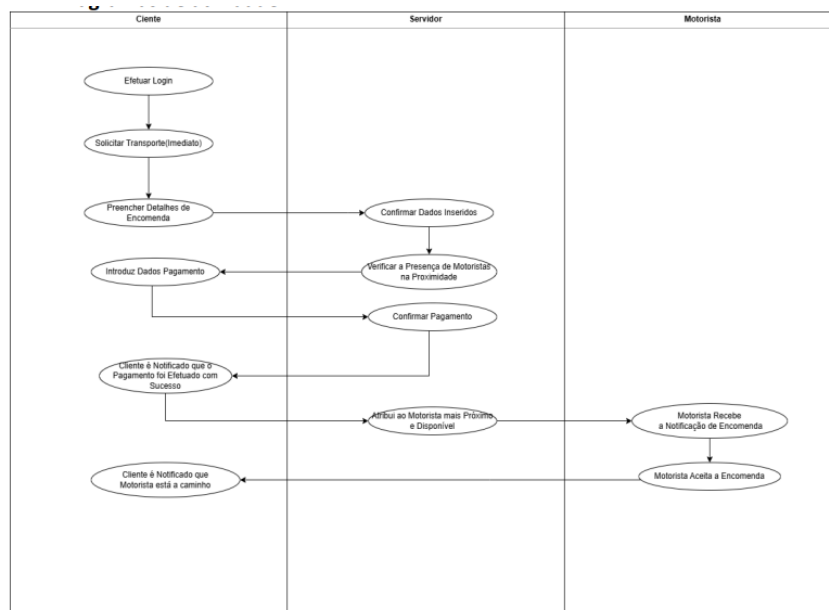 Ciente
Servidor
Motorista
Efetuar Login
Solicitar Transporte(Imediato)
Preencher Detalhes de
Encomenda
Confirmar Dados Inseridos
Introduz Dados Pagamento
Verificar a Presença de Motoristas
na Proximidade
Confirmar Pagamento
Cliente é Notificado que o
Pagamento foi Efetuado com
Sucesso
Atribui ao Motorista mais Próximo
e Disponível
Motorista Recebe
a Notificação de Encomenda
Cliente é Notificado que
Motorista está a caminho
Motorista Aceita a Encomenda